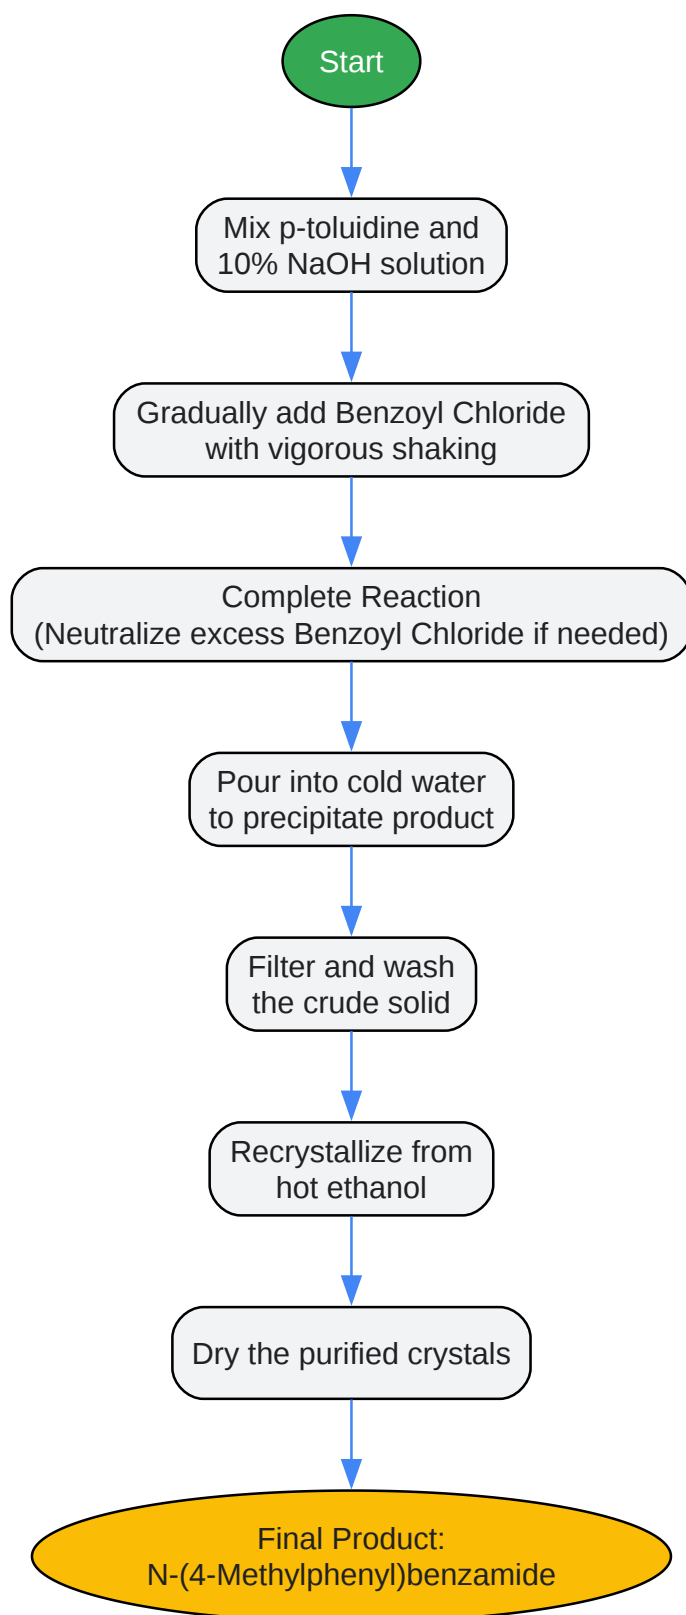 Start
Mix p-toluidine and
10% NaOH solution
Gradually add Benzoyl Chloride
with vigorous shaking
Complete Reaction
(Neutralize excess Benzoyl Chloride if needed)
Pour into cold water
to precipitate product
Filter and wash
the crude solid
Recrystallize from
hot ethanol
Dry the purified crystals
Final Product:
N-(4-Methylphenyl)benzamide